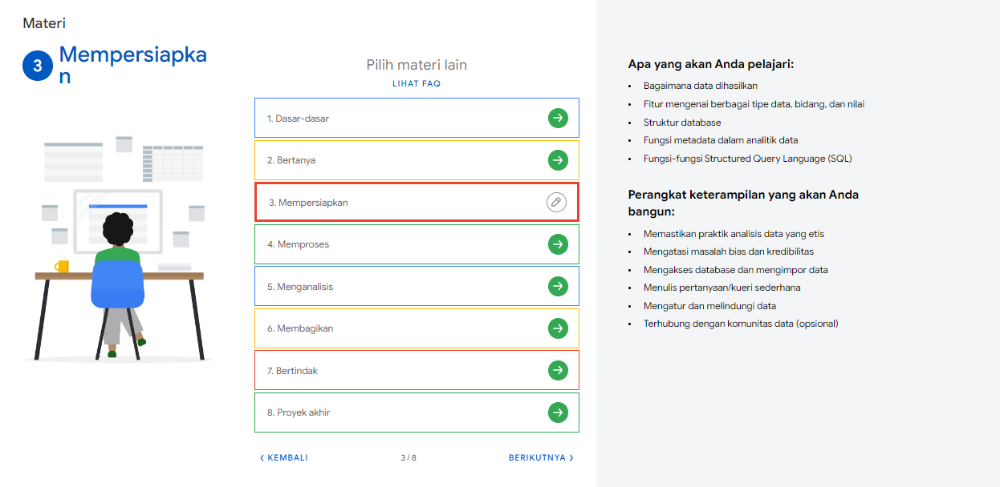 Materi
3
Mempersiapka
n
Pilih materi lain
LIHAT FAQ
1. Dasar-dasar
2. Bertanya
3. Mempersiapkan
4. Memproses
5. Menganalisis
6. Membagikan
7. Bertindak
8. Proyek akhir
KEMBALI
3 / 8
BERIKUTNYA
Apa yang akan Anda pelajari:
• Bagaimana data dihasilkan
• Fitur mengenai berbagai tipe data, bidang, dan nilai
• Struktur database
• Fungsi metadata dalam analitik data
• Fungsi-fungsi Structured Query Language (SQL)
Perangkat keterampilan yang akan Anda
bangun:
• Memastikan praktik analisis data yang etis
• Mengatasi masalah bias dan kredibilitas
• Mengakses database dan mengimpor data
• Menulis pertanyaan/kueri sederhana
• Mengatur dan melindungi data
• Terhubung dengan komunitas data (opsional)